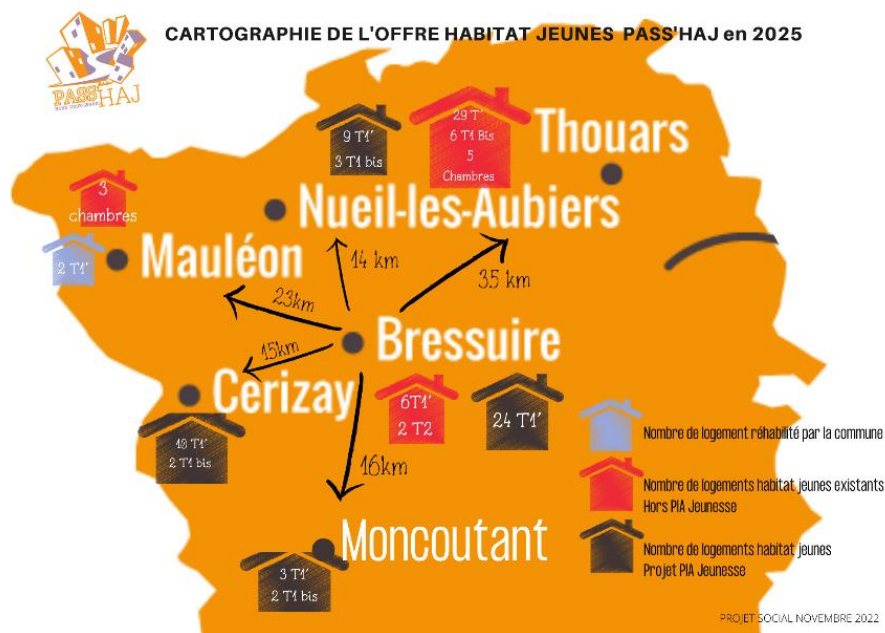 CARTOGRAPHIE DE L'OFFRE HABITAT JEUNES PASS'HAJ en 2025
PASS'HAJ
9 T1'
3 T1 bis
29 T'
6 T1 Bis
5
Chambres
Thouars
3
chambres
Nueil-les-Aubiers
2 T1'
Mauléon
14 km
35 km
23km
Bressuire
15km
Cerizay
6T1'
2 T2
24 T1'
Nombre de logement réhabilité par la commune
19 T1'
2 T1 bis
16km
Nombre de logements habitat jeunes existants
Hors PIA Jeunesse
Moncoutant
Nombre de logements habitat jeunes
Projet PIA Jeunesse
3 T1'
2 T1 bis
PROJET SOCIAL NOVEMBRE 2022